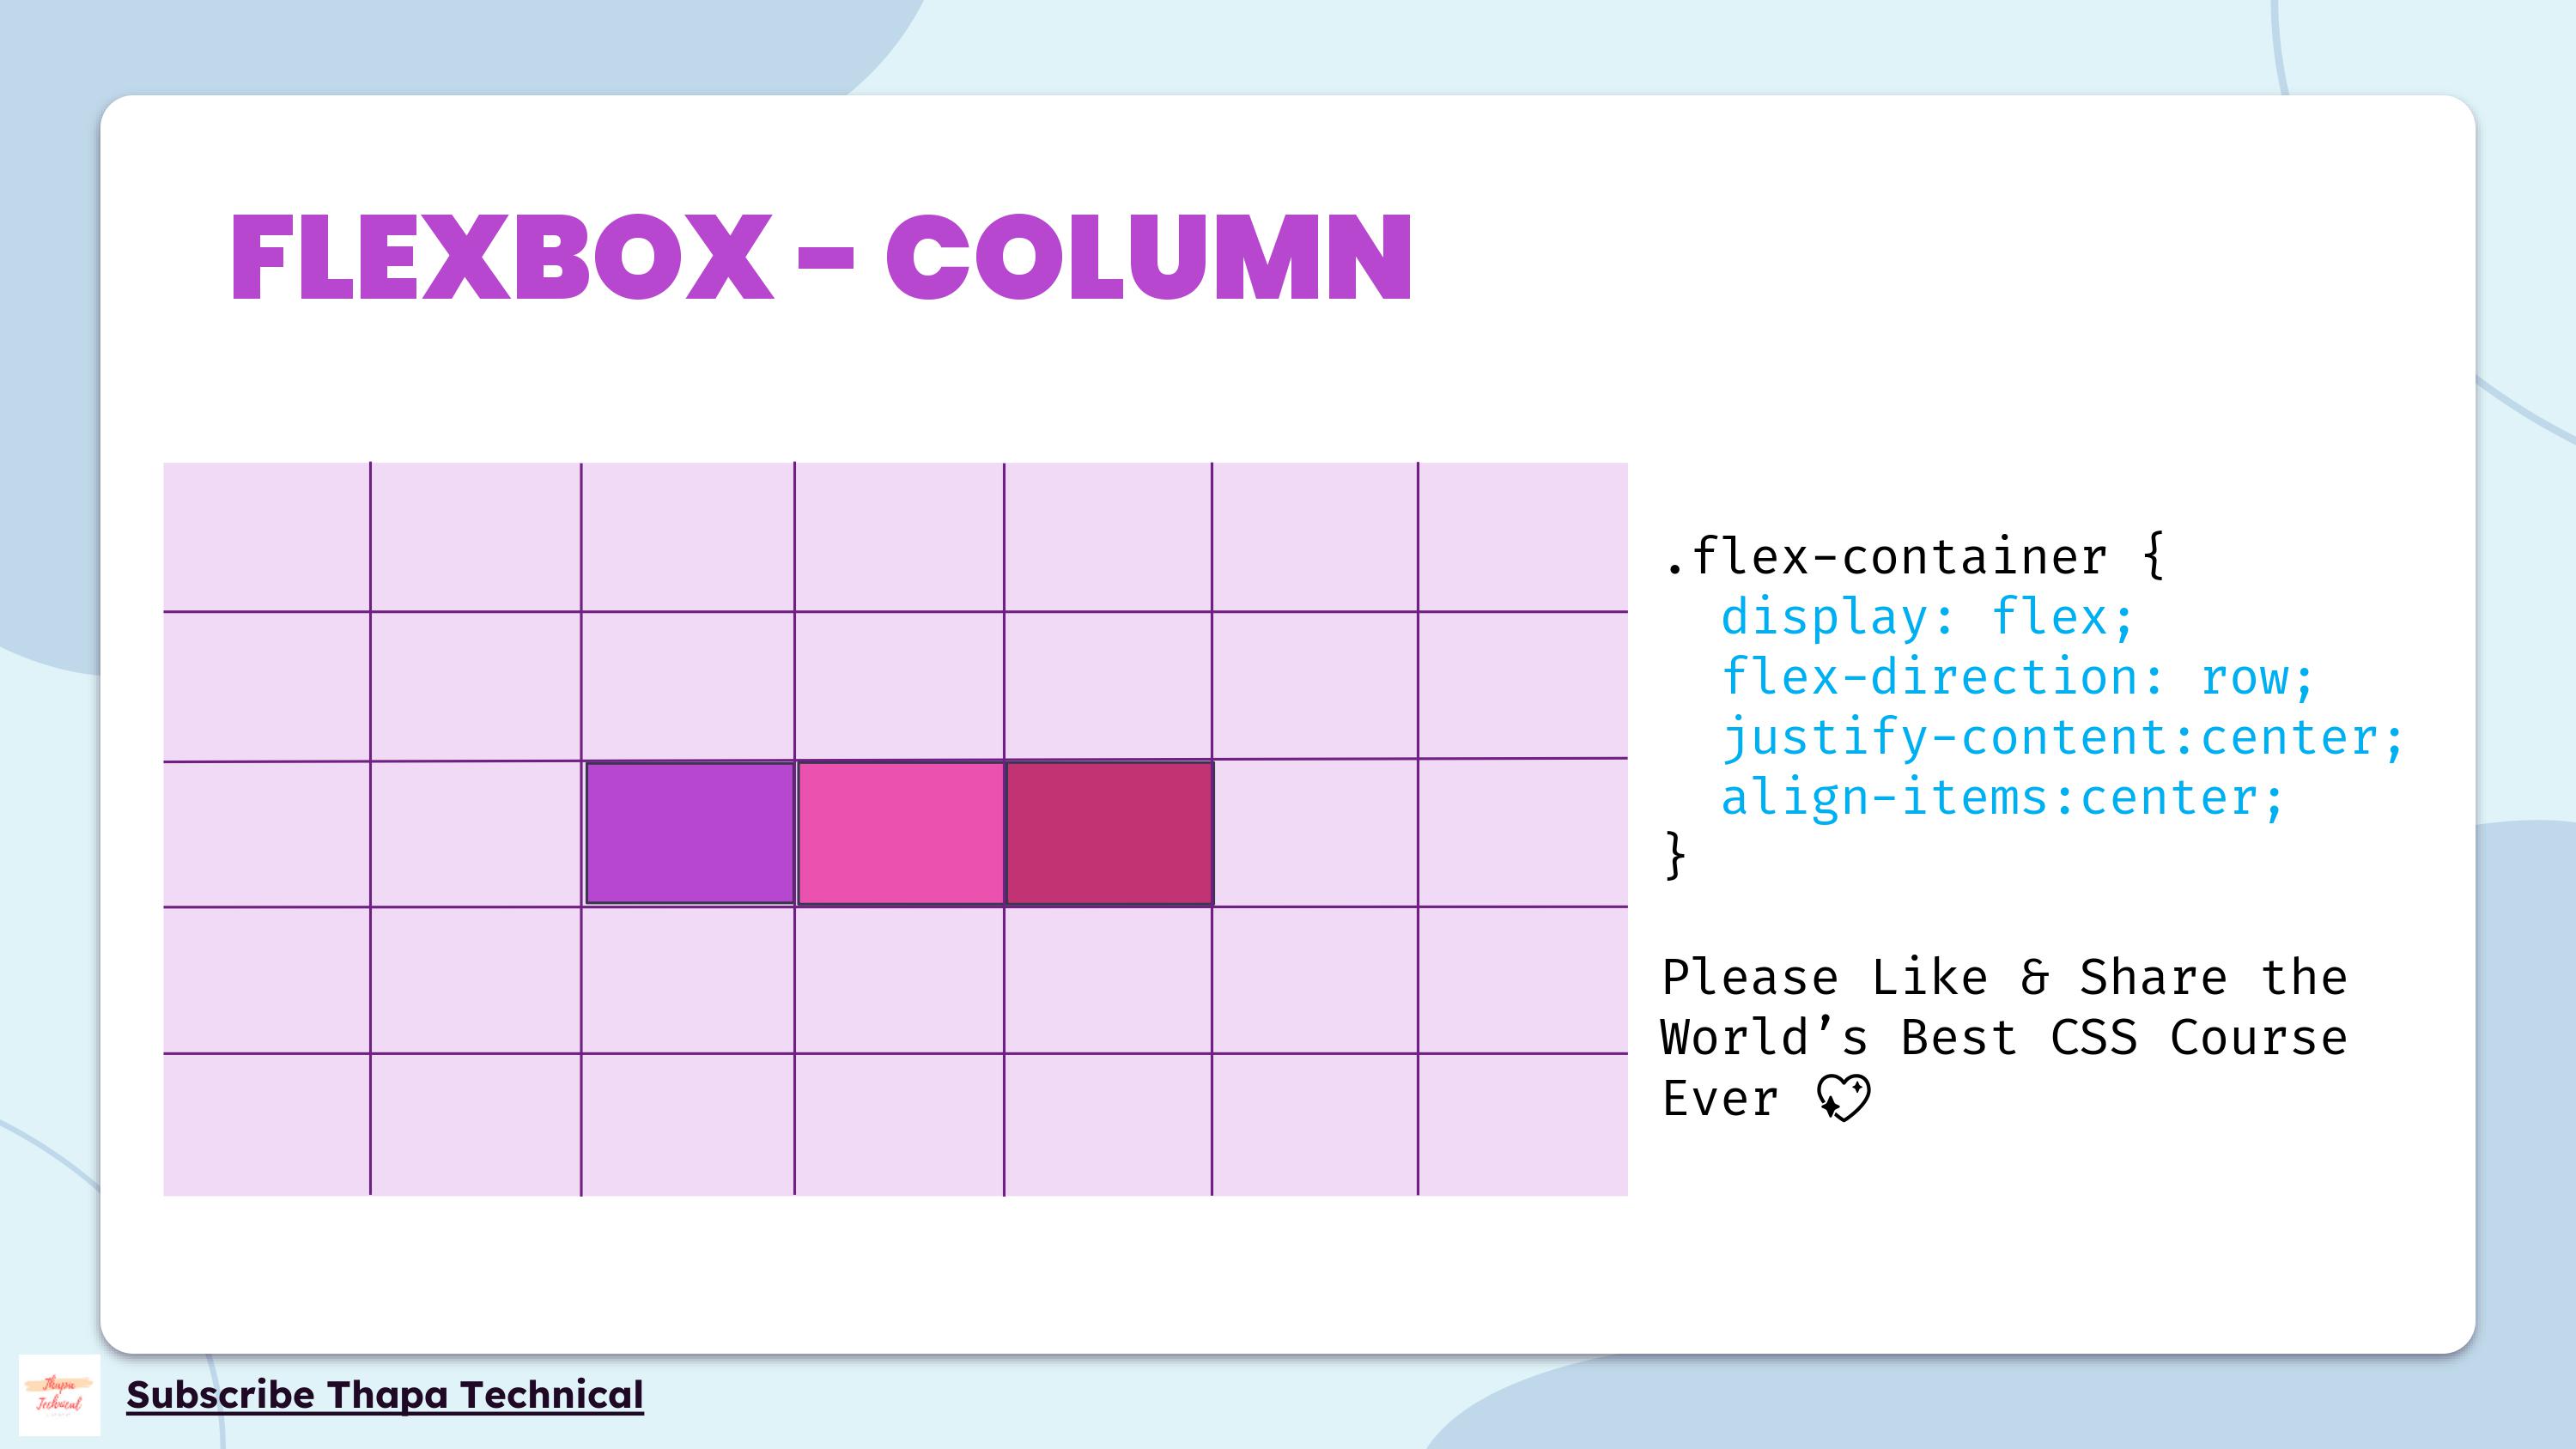 FLEXBOX - COLUMN
.flex-container {
display: flex;
flex-direction: row;
justify-content:center;
align-items:center;
}
Please Like & Share the
World’s Best CSS Course
Ever 💖
Thapa
Technical
Subscribe Thapa Technical